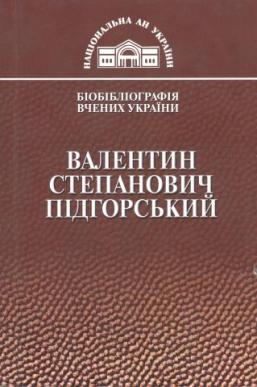 НАЦІОНАЛЬНА АН УКРАЇНИ
БІОБІБЛІОГРАФІЯ
ВЧЕНИХ УКРАЇНИ
ВАЛЕНТИН
СТЕПАНОВИЧ
ПІДГОРСЬКИЙ